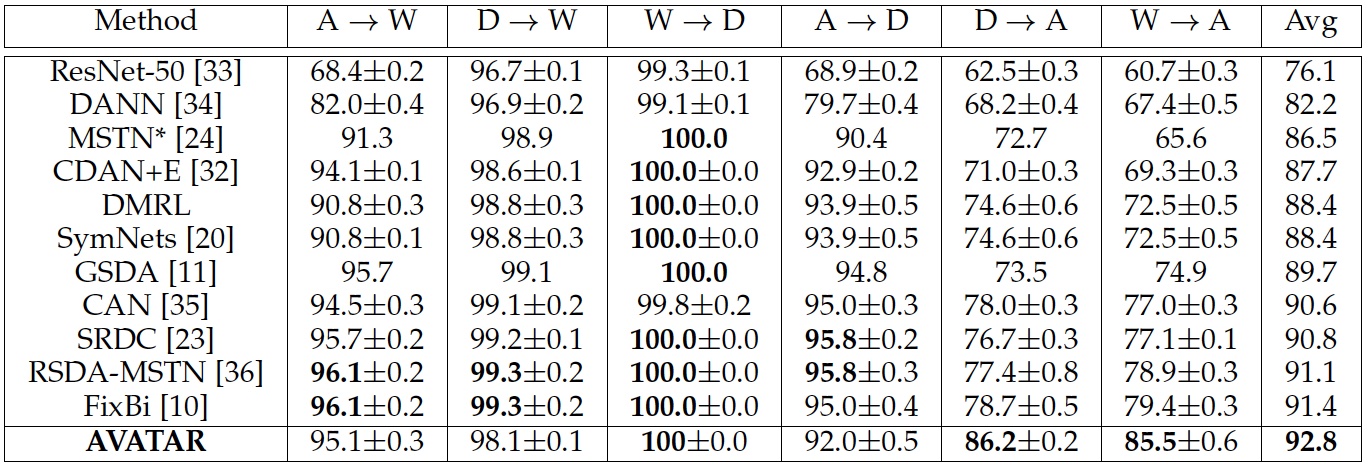 Method A → W D → W W → D A → D D → A W → A Avg
ResNet-50 [33] 68.4±0.2 96.7±0.1 99.3±0.1 68.9±0.2 62.5±0.3 60.7±0.3 76.1
DANN [34] 82.0±0.4 96.9±0.2 99.1±0.1 79.7±0.4 68.2±0.4 67.4±0.5 82.2
MSTN* [24] 91.3 98.9 100.0 90.4 72.7 65.6 86.5
CDAN+E [32] 94.1±0.1 98.6±0.1 100.0±0.0 92.9±0.2 71.0±0.3 69.3±0.3 87.7
DMRL 90.8±0.3 98.8±0.3 100.0±0.0 93.9±0.5 74.6±0.6 72.5±0.5 88.4
SymNets [20] 90.8±0.1 98.8±0.3 100.0±0.0 93.9±0.5 74.6±0.6 72.5±0.5 88.4
GSDA [11] 95.7 99.1 100.0 94.8 73.5 74.9 89.7
CAN [35] 94.5±0.3 99.1±0.2 99.8±0.2 95.0±0.3 78.0±0.3 77.0±0.3 90.6
SRDC [23] 95.7±0.2 99.2±0.1 100.0±0.0 95.8±0.2 76.7±0.3 77.1±0.1 90.8
RSDA-MSTN [36] 96.1±0.2 99.3±0.2 100.0±0.0 95.8±0.3 77.4±0.8 78.9±0.3 91.1
FixBi [10] 96.1±0.2 99.3±0.2 100.0±0.0 95.0±0.4 78.7±0.5 79.4±0.3 91.4
AVATAR 95.1±0.3 98.1±0.1 100±0.0 92.0±0.5 86.2±0.2 85.5±0.6 92.8